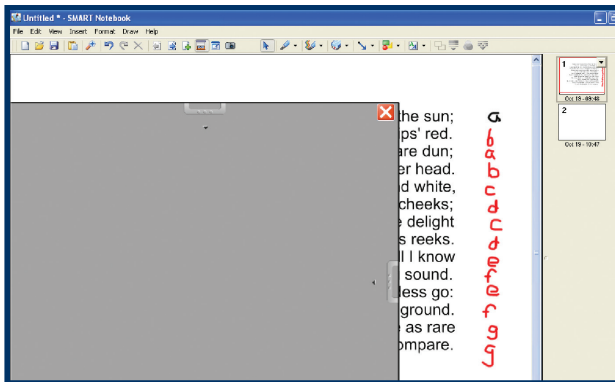 Untitled * - SMART Notebook
File Edit View Insert Format Draw Help
1
Oct 19 - 09:48
2
Oct 19 - 10:47
the sun; a
ps' red. b
are dun; a
er head. b
d white, c
cheeks; d
delight c
s reeks. d
ll I know e
sound. f
less go: e
ground. f
as rare g
ompare. g